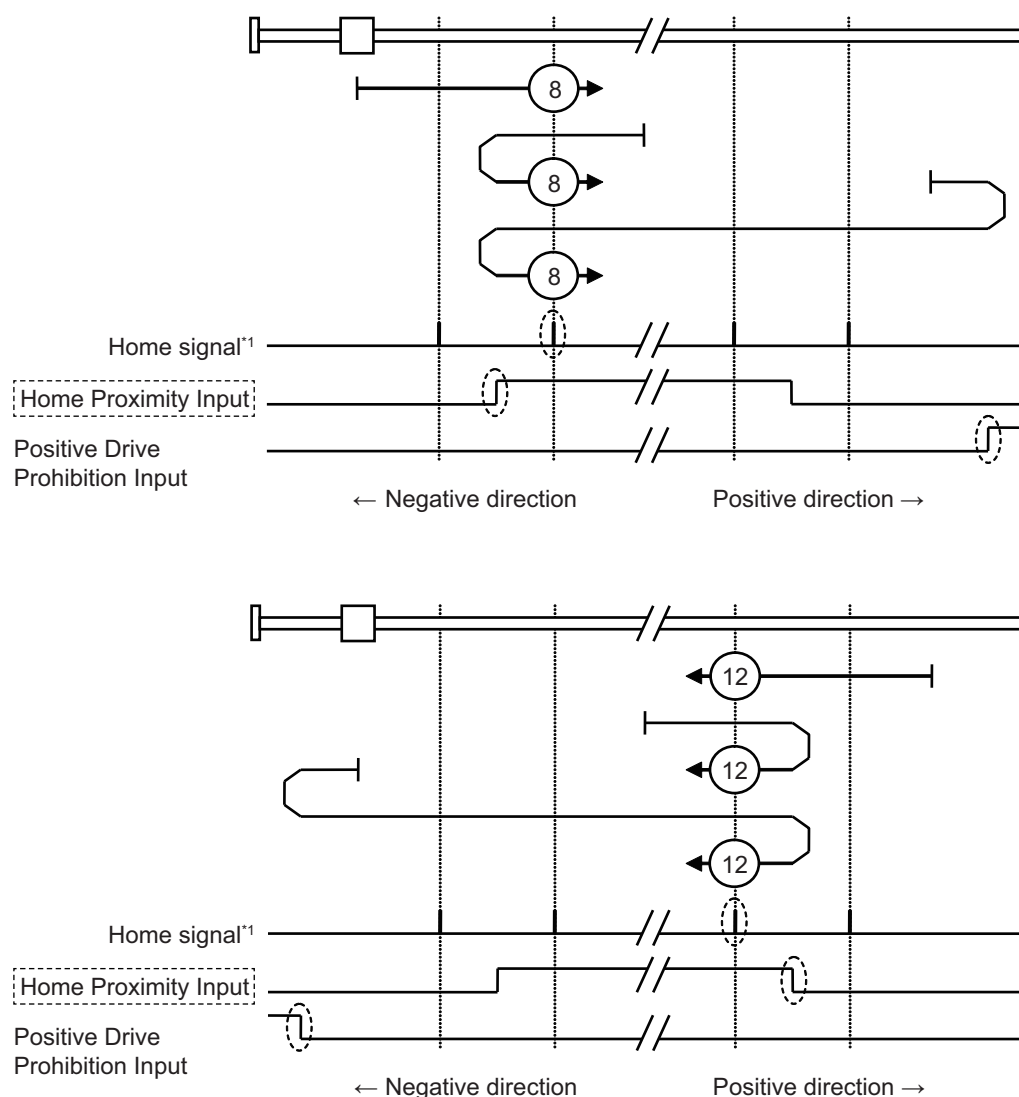 8
8
8
Home signal*1
Home Proximity Input
Positive Drive
Prohibition Input
← Negative direction Positive direction →
12
12
12
Home signal*1
Home Proximity Input
Positive Drive
Prohibition Input
← Negative direction Positive direction →